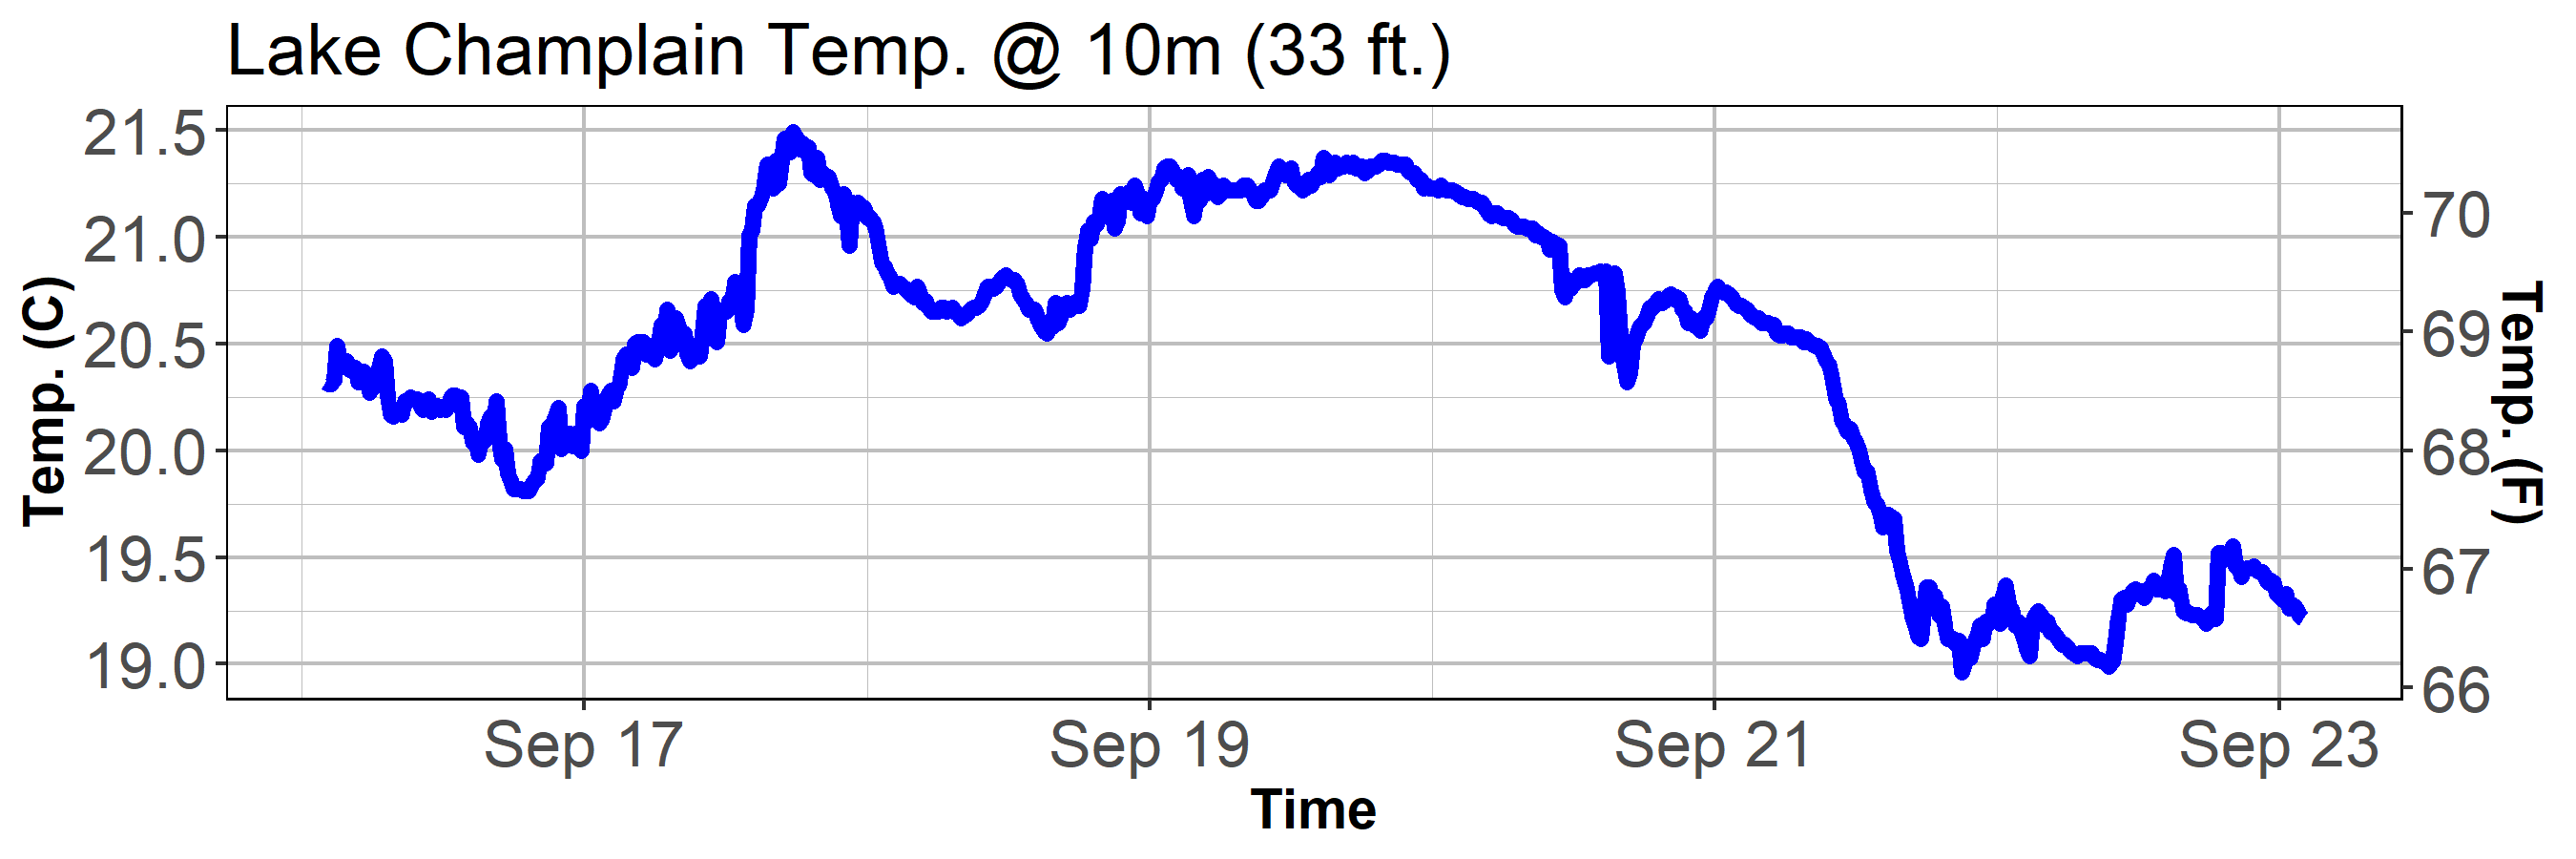 Lake Champlain Temp. @ 10m (33 ft.)
21.5
21.0
20.5
20.0
19.5
19.0
Temp. (C)
70
69
68
67
66
Temp. (F)
Sep 17
Sep 19
Sep 21
Sep 23
Time